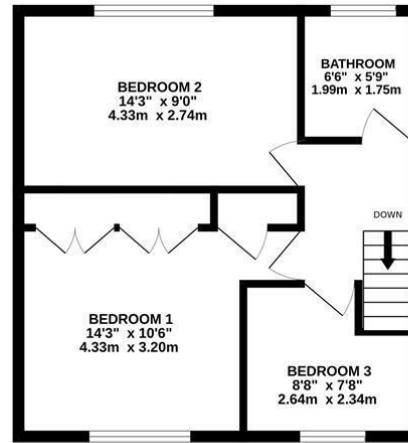 BEDROOM 2
14'3" x 9'0"
4.33m x 2.74m
BATHROOM
6'6" x 5'9"
1.99m x 1.75m
DOWN
BEDROOM 1
14'3" x 10'6"
4.33m x 3.20m
BEDROOM 3
8'8" x 7'8"
2.64m x 2.34m